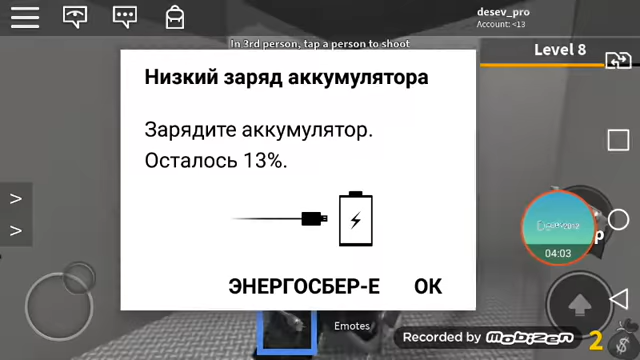 desev_pro
Account: <13
In 3rd person, tap a person to shoot
Level 8
Низкий заряд аккумулятора
Зарядите аккумулятор.
Осталось 13%.
04:03
ЭНЕРГОСБЕР-Е
ОК
Emotes
Recorded by Mobizen
2